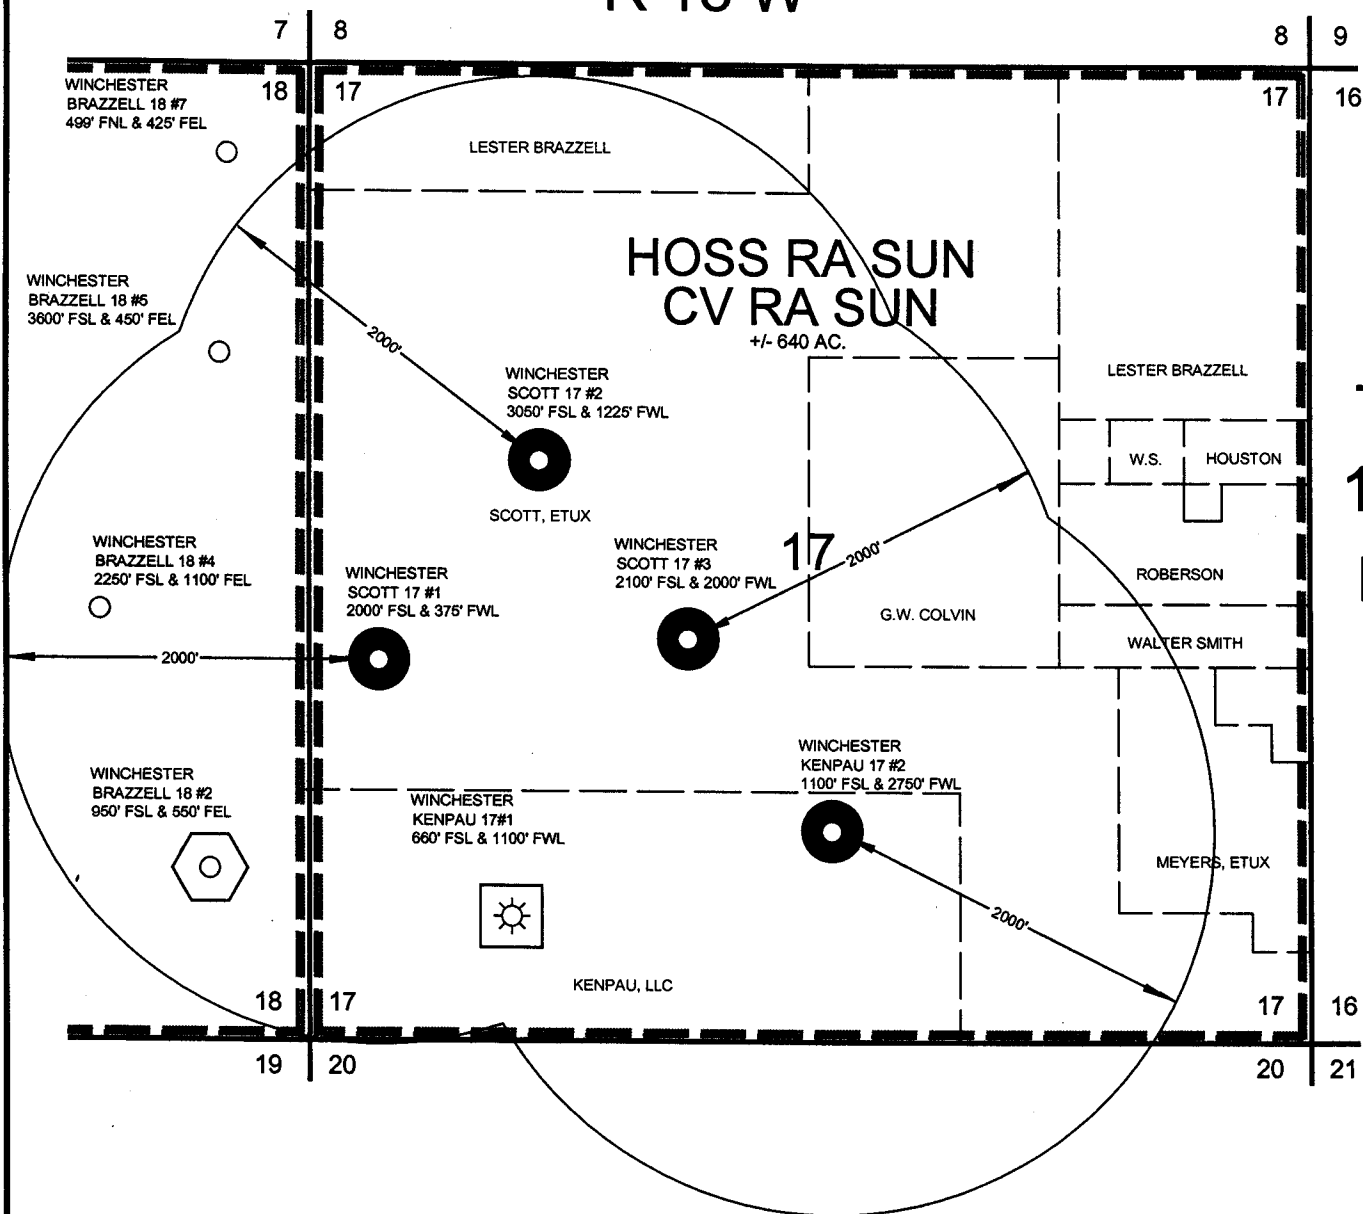 7
8
8
9
WINCHESTER
BRAZZELL 18 #7
499' FNL & 425' FEL
18
17
17
16
LESTER BRAZZELL
HOSS RA SUN
CV RA SUN
+/- 640 AC.
WINCHESTER
BRAZZELL 18 #5
3600' FSL & 450' FEL
2000'
WINCHESTER
SCOTT 17 #2
3050' FSL & 1225' FWL
LESTER BRAZZELL
W.S.
HOUSTON
SCOTT, ETUX
WINCHESTER
BRAZZELL 18 #4
2250' FSL & 1100' FEL
WINCHESTER
SCOTT 17 #1
2000' FSL & 375' FWL
WINCHESTER
SCOTT 17 #3
2100' FSL & 2000' FWL
17
2000'
ROBERSON
G.W. COLVIN
WALTER SMITH
2000'
WINCHESTER
BRAZZELL 18 #2
950' FSL & 550' FEL
WINCHESTER
KENPAU 17#1
660' FSL & 1100' FWL
WINCHESTER
KENPAU 17 #2
1100' FSL & 2750' FWL
MEYERS, ETUX
2000'
KENPAU, LLC
18
17
17
16
19
20
20
21